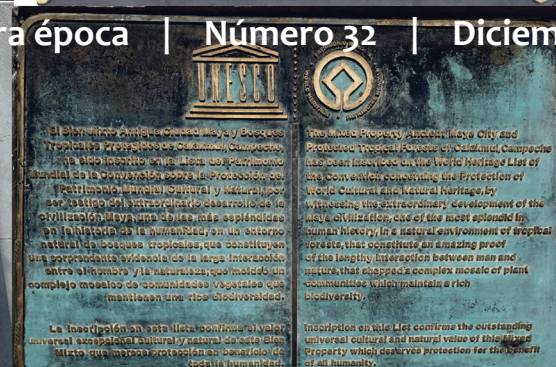 ra época | Número 32 | Diciem
UNESCO
El Bien Mixto Antigua Ciudad Maya y Bosques
Tropicales Protegidos de Calakmul, Campeche
ha sido inscrito en la Lista del Patrimonio
Mundial de la Convención sobre la Protección del
Patrimonio Mundial Cultural y Natural, por
ser testigo del extraordinario desarrollo de la
civilización Maya, una de las más espléndidas
en la historia de la humanidad, en un entorno
natural de bosques tropicales, que constituyen
una sorprendente evidencia de la larga interacción
entre el hombre y la naturaleza, que moldeó un
complejo mosaico de comunidades vegetales que
mantienen una rica biodiversidad.
La inscripción en esta lista confirma el valor
universal excepcional cultural y natural de este Bien
Mixto que merece protección en beneficio de
toda la humanidad.
The Mixed Property, Ancient Maya City and
Protected Tropical Forests of Calakmul, Campeche
has been inscribed on the World Heritage List of
the Convention concerning the Protection of
World Cultural and Natural Heritage, by
witnessing the extraordinary development of the
Maya civilization, one of the most splendid in
human history, in a natural environment of tropical
forests, that constitute an amazing proof
of the lengthy interaction between man and
nature, that shapped a complex mosaic of plant
communities which maintain a rich
biodiversity.
Inscription on this List confirms the outstanding
universal cultural and natural value of this Mixed
Property which deserves protection for the benefit
of all humanity.